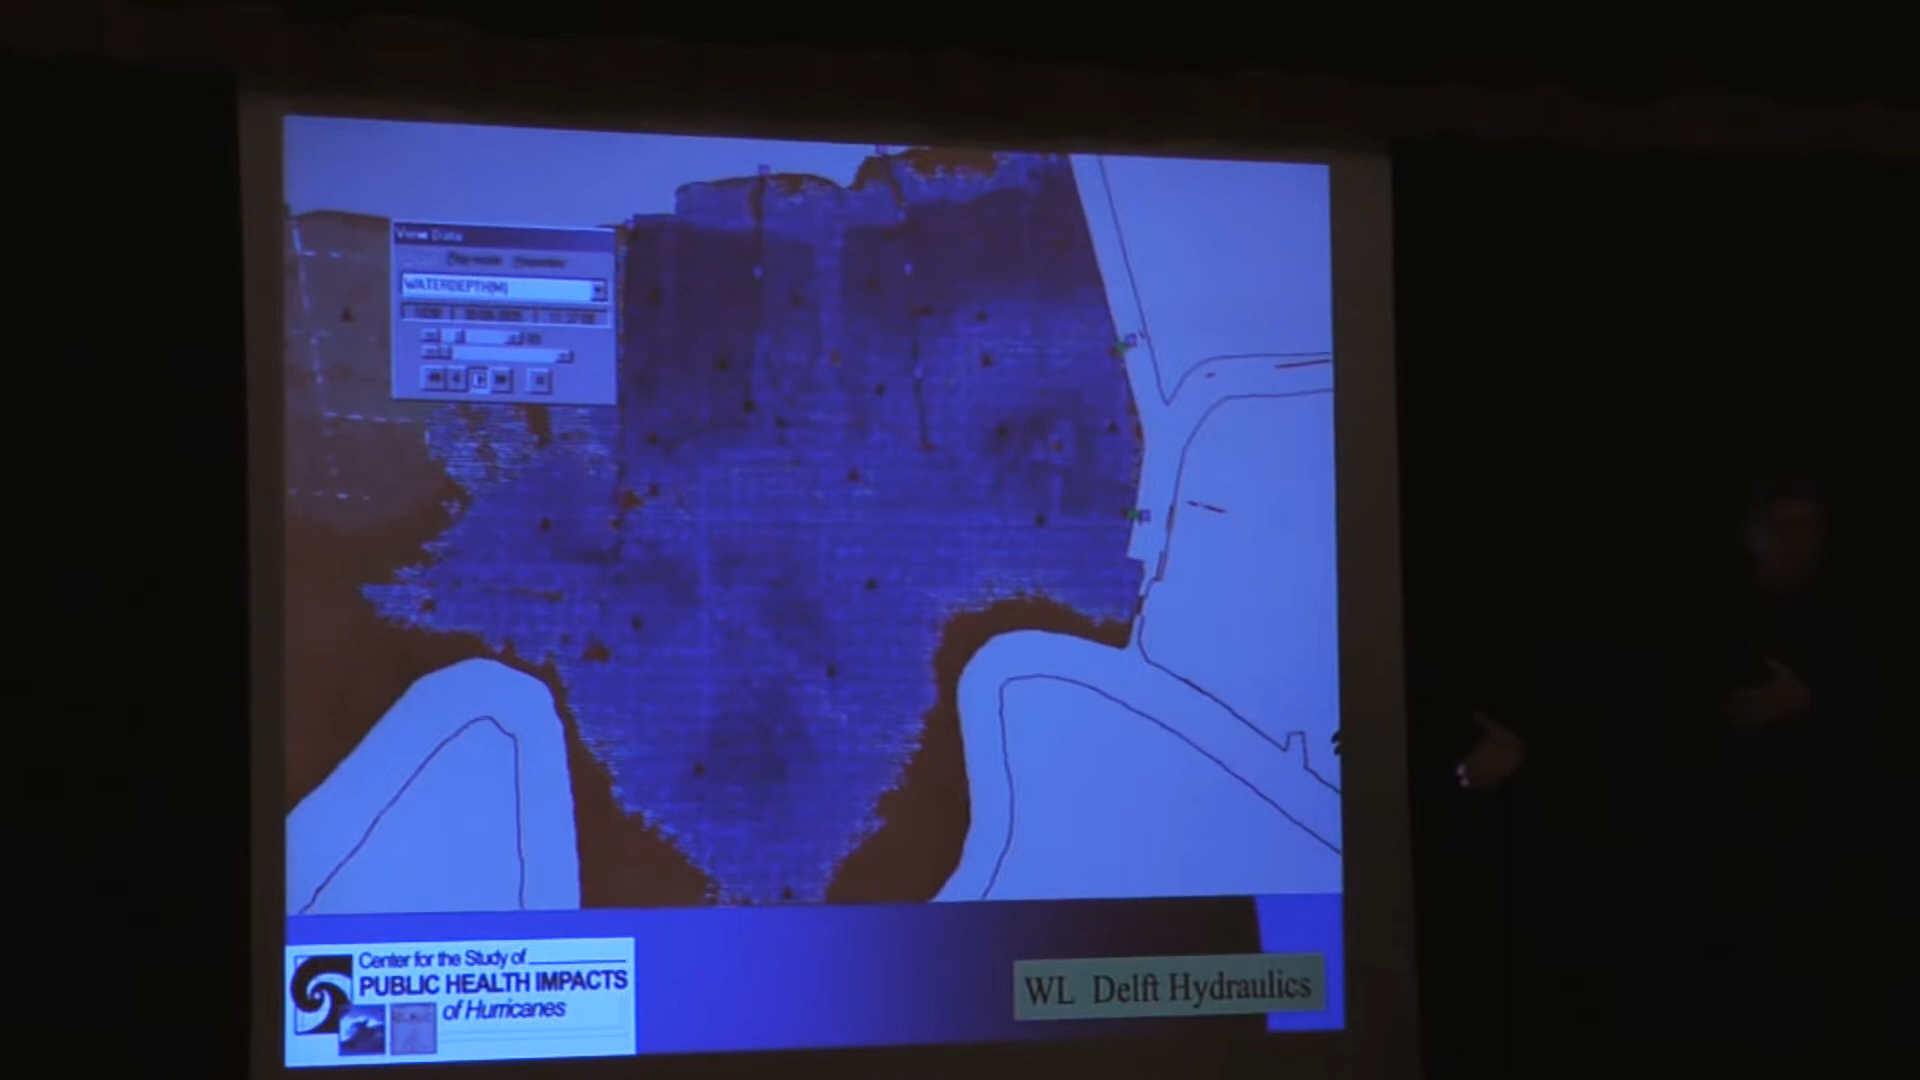 View Data
WATERDEPTH(M)
Center for the Study of
PUBLIC HEALTH IMPACTS
of Hurricanes
WL Delft Hydraulics